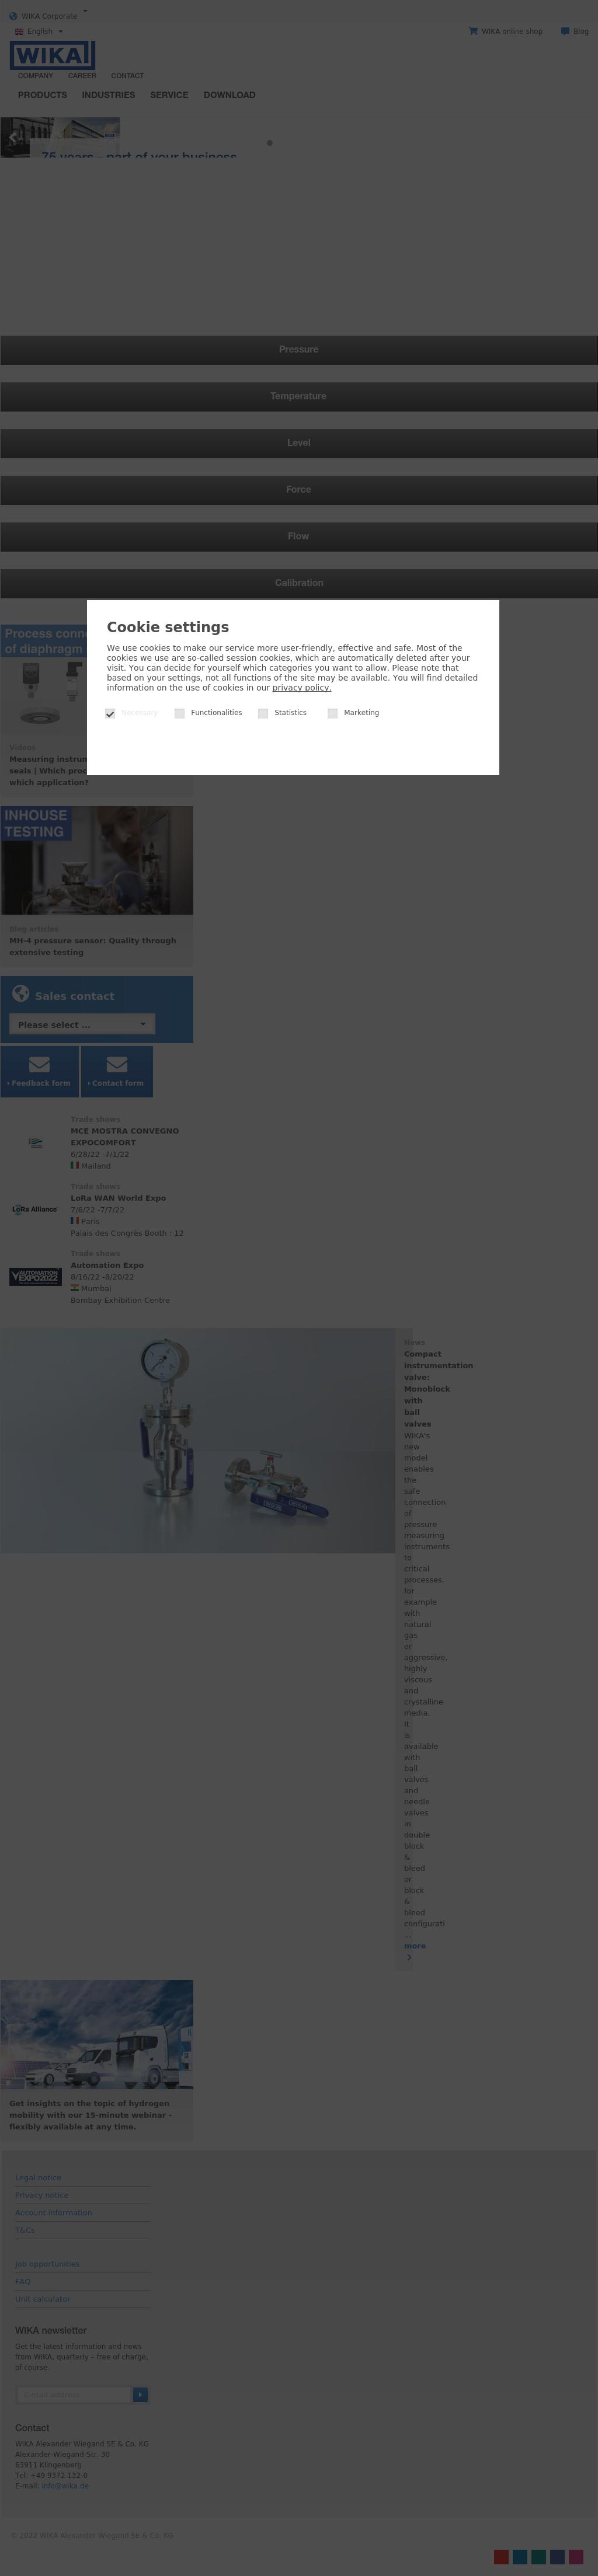 WIKA Corporate
English
WIKA online shop
Blog
WIKA
COMPANY CAREER CONTACT
PRODUCTS INDUSTRIES SERVICE DOWNLOAD
75 years - part of your business
Pressure
Temperature
Level
Force
Flow
Calibration
Cookie settings
We use cookies to make our service more user-friendly, effective and safe. Most of the
cookies we use are so-called session cookies, which are automatically deleted after your
visit. You can decide for yourself which categories you want to allow. Please note that
based on your settings, not all functions of the site may be available. You will find detailed
information on the use of cookies in our privacy policy.
Necessary Functionalities Statistics Marketing
Process conne
of diaphragm
Videos
Measuring instrum
seals | Which proc
which application?
INHOUSE
TESTING
Blog articles
MH-4 pressure sensor: Quality through
extensive testing
Sales contact
Please select ...
Feedback form
Contact form
Trade shows
MCE MOSTRA CONVEGNO
EXPOCOMFORT
6/28/22 -7/1/22
Mailand
LoRa Alliance
Trade shows
LoRa WAN World Expo
7/6/22 -7/7/22
Paris
Palais des Congrès Booth : 12
AUTOMATION
EXPO2022
Trade shows
Automation Expo
8/16/22 -8/20/22
Mumbai
Bombay Exhibition Centre
News
Compact
instrumentation
valve:
Monoblock
with
ball
valves
WIKA's
new
model
enables
the
safe
connection
of
pressure
measuring
instruments
to
critical
processes,
for
example
with
natural
gas
or
aggressive,
highly
viscous
and
crystalline
media.
It
is
available
with
ball
valves
and
needle
valves
in
double
block
&
bleed
or
block
&
bleed
configurati
...
more
Get insights on the topic of hydrogen
mobility with our 15-minute webinar -
flexibly available at any time.
Legal notice
Privacy notice
Account information
T&Cs
Job opportunities
FAQ
Unit calculator
WIKA newsletter
Get the latest information and news
from WIKA, quarterly - free of charge,
of course.
Contact
WIKA Alexander Wiegand SE & Co. KG
Alexander-Wiegand-Str. 30
63911 Klingenberg
Tel: +49 9372 132-0
E-mail: info@wika.de
© 2022 WIKA Alexander Wiegand SE & Co. KG